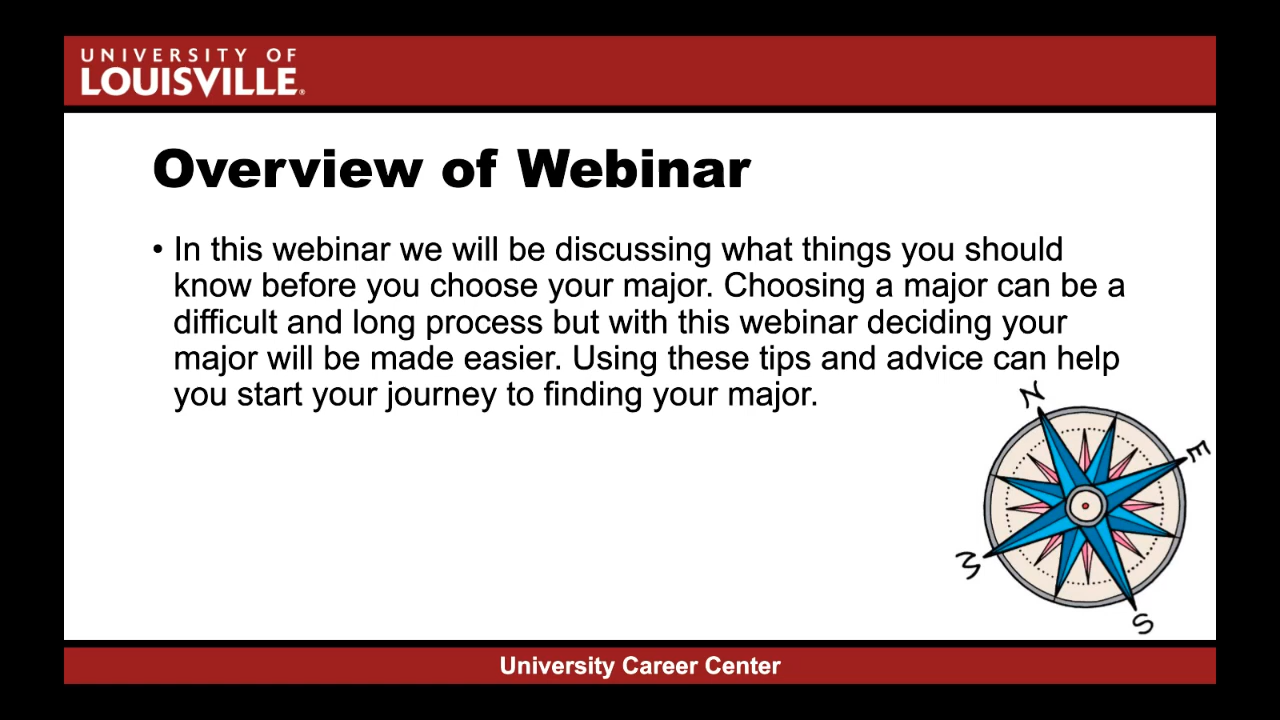 UNIVERSITY OF
LOUISVILLE®
Overview of Webinar
• In this webinar we will be discussing what things you should
know before you choose your major. Choosing a major can be a
difficult and long process but with this webinar deciding your
major will be made easier. Using these tips and advice can help
you start your journey to finding your major.
N
E
W
S
University Career Center